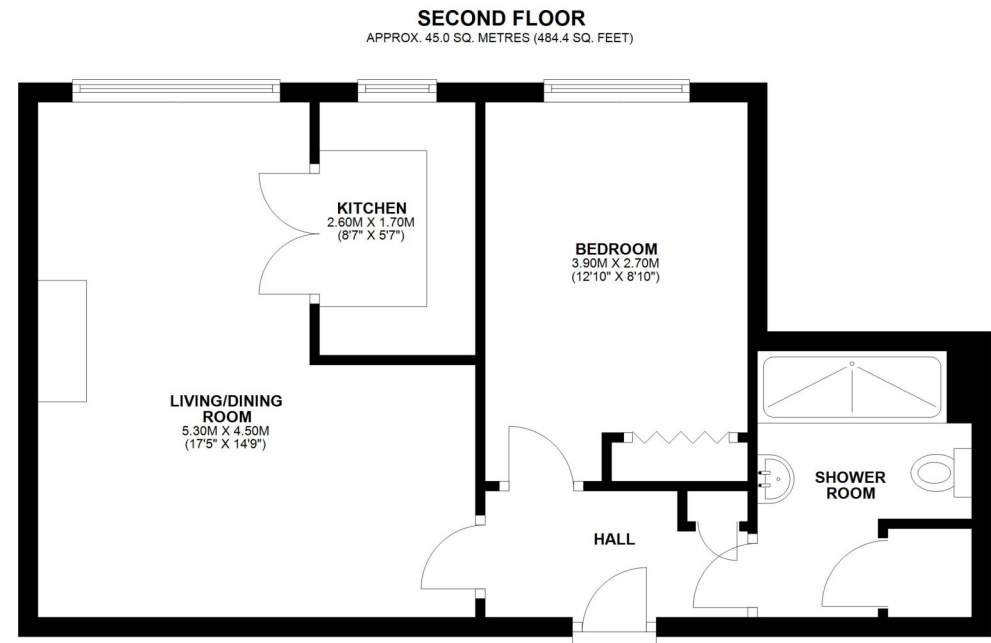 SECOND FLOOR
APPROX. 45.0 SQ. METRES (484.4 SQ. FEET)
KITCHEN
2.60M X 1.70M
(8'7" X 5'7")
BEDROOM
3.90M X 2.70M
(12'10" X 8'10")
LIVING/DINING
ROOM
5.30M X 4.50M
(17'5" X 14'9")
SHOWER
ROOM
HALL